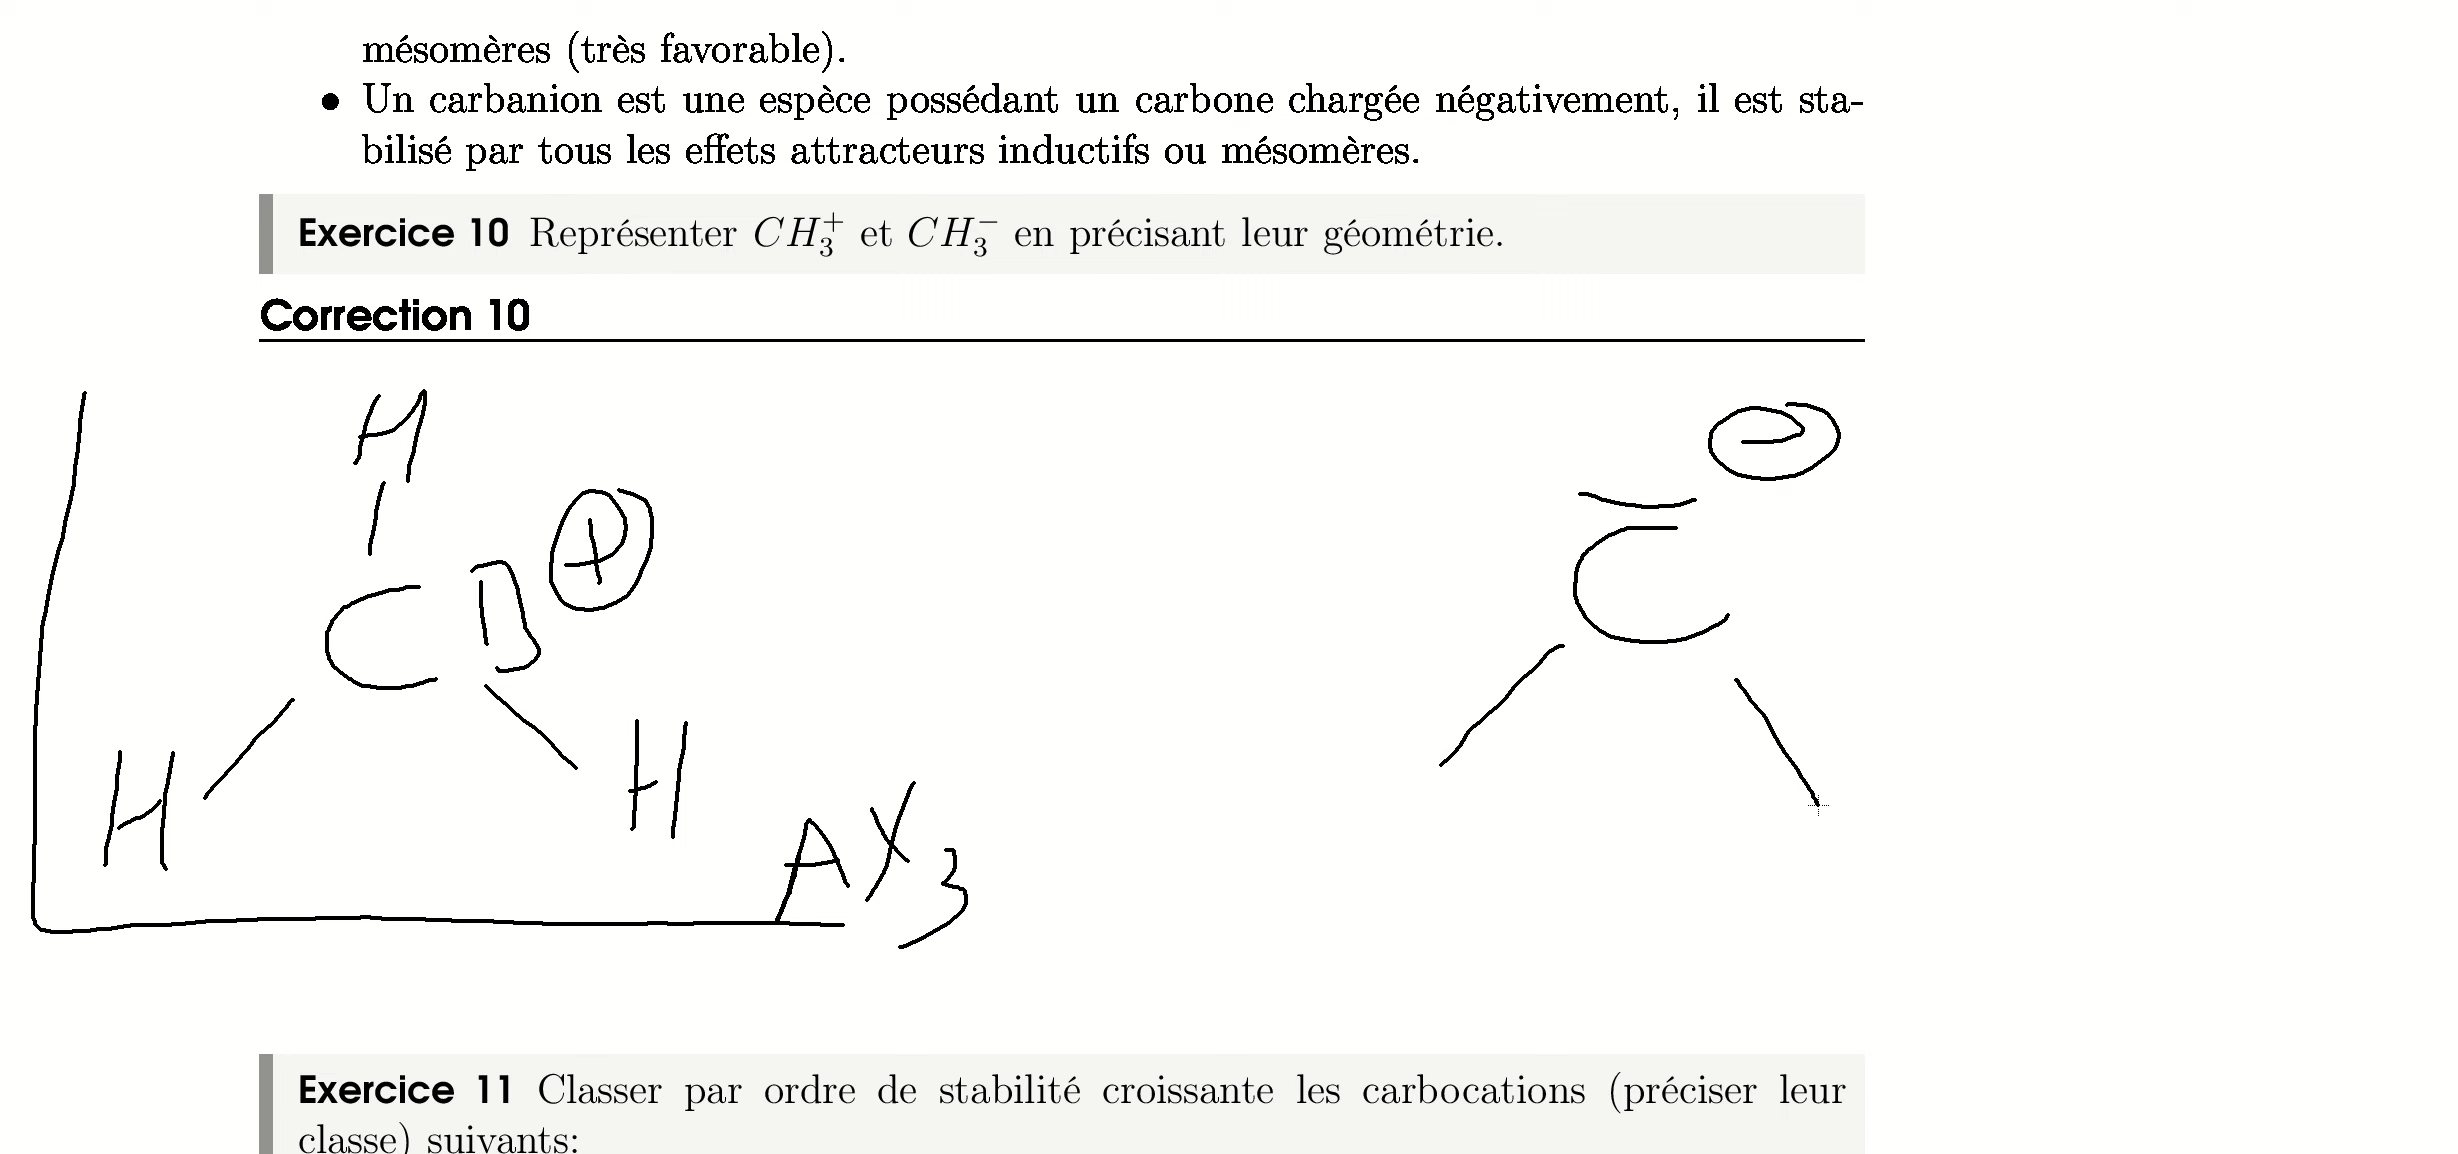 mésomères (très favorable).
• Un carbanion est une espèce possédant un carbone chargée négativement, il est sta-
bilisé par tous les effets attracteurs inductifs ou mésomères.
Exercice 10 Représenter CH₃⁺ et CH₃⁻ en précisant leur géométrie.
Correction 10
H
C +
H H
AX₃
C −
Exercice 11 Classer par ordre de stabilité croissante les carbocations (préciser leur
classe) suivants: